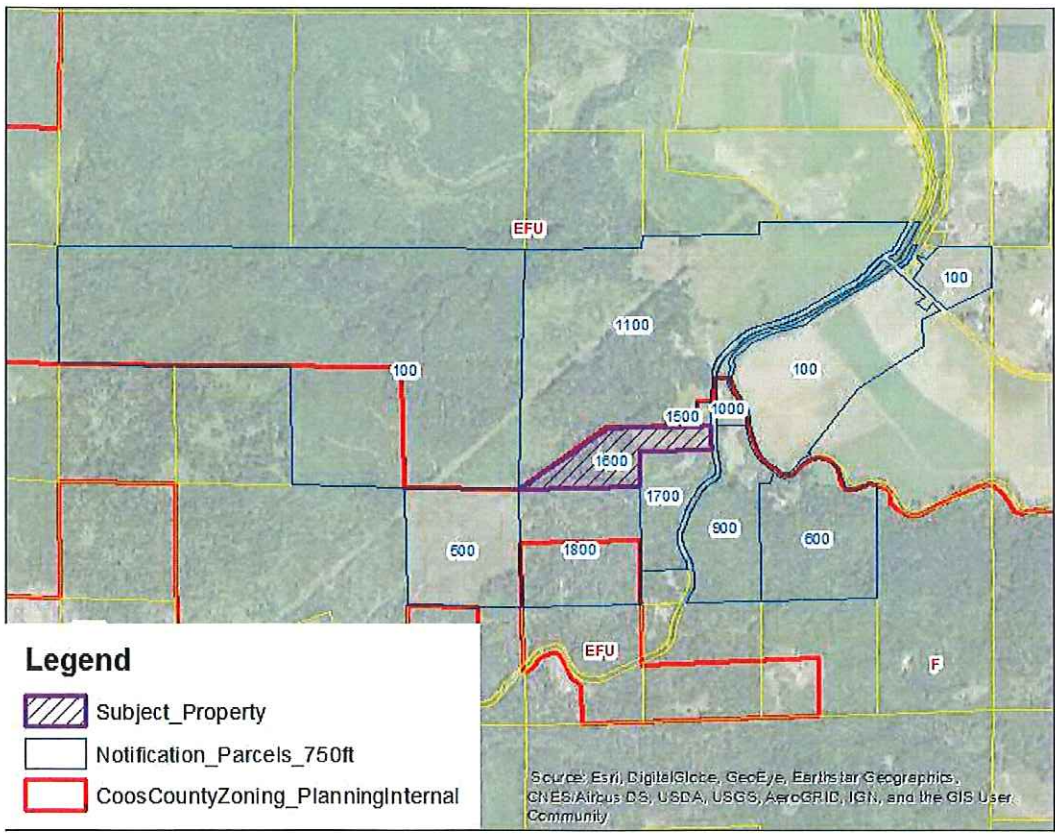 EFU
100
1100
100
100
1500
1000
1600
1700
900
600
500
1800
EFU
F
Legend
Subject_Property
Notification_Parcels_750ft
CoosCountyZoning_PlanningInternal
Source: Esri, DigitalGlobe, GeoEye, Earthstar Geographics,
CNES/Airbus DS, USDA, USGS, AeroGRID, IGN, and the GIS User
Community